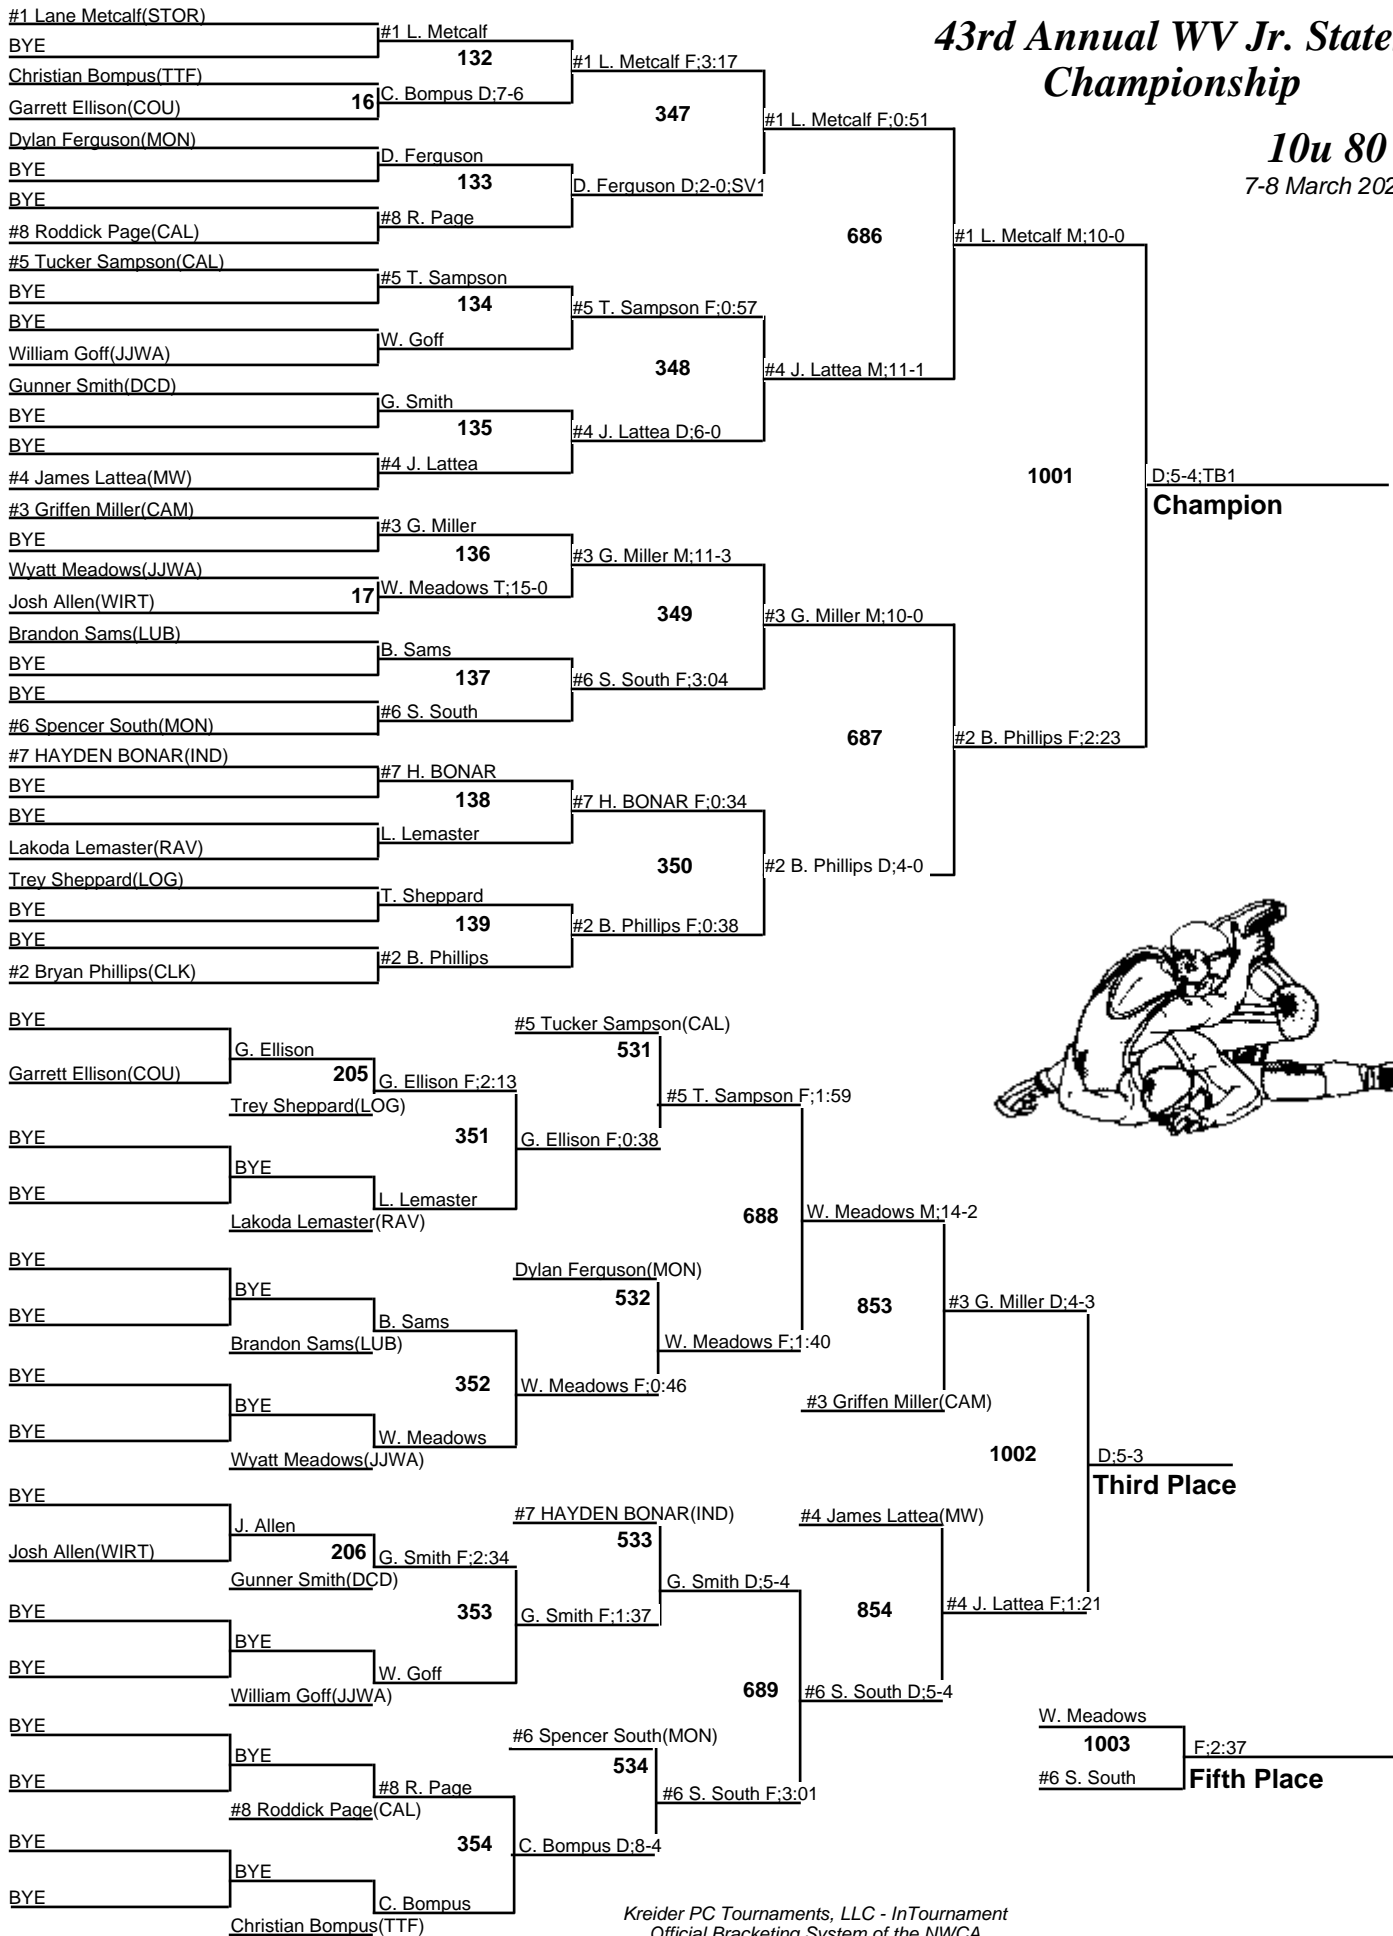 43rd Annual WV Jr. State
Championship
10u 80
7-8 March 202
#1 Lane Metcalf(STOR)
BYE
Christian Bompus(TTF)
Garrett Ellison(COU)
Dylan Ferguson(MON)
BYE
BYE
#8 Roddick Page(CAL)
#5 Tucker Sampson(CAL)
BYE
BYE
William Goff(JJWA)
Gunner Smith(DCD)
BYE
BYE
#4 James Lattea(MW)
#3 Griffen Miller(CAM)
BYE
Wyatt Meadows(JJWA)
Josh Allen(WIRT)
Brandon Sams(LUB)
BYE
BYE
#6 Spencer South(MON)
#7 HAYDEN BONAR(IND)
BYE
BYE
Lakoda Lemaster(RAV)
Trey Sheppard(LOG)
BYE
BYE
#2 Bryan Phillips(CLK)
#1 L. Metcalf
132
16
C. Bompus D;7-6
D. Ferguson
133
#8 R. Page
#5 T. Sampson
134
W. Goff
G. Smith
135
#4 J. Lattea
#3 G. Miller
136
17
W. Meadows T;15-0
B. Sams
137
#6 S. South
#7 H. BONAR
138
L. Lemaster
T. Sheppard
139
#2 B. Phillips
#1 L. Metcalf F;3:17
347
D. Ferguson D;2-0;SV1
#5 T. Sampson F;0:57
348
#4 J. Lattea D;6-0
#3 G. Miller M;11-3
349
#6 S. South F;3:04
#7 H. BONAR F;0:34
350
#2 B. Phillips F;0:38
#1 L. Metcalf F;0:51
686
#4 J. Lattea M;11-1
#3 G. Miller M;10-0
687
#2 B. Phillips D;4-0
#1 L. Metcalf M;10-0
1001
#2 B. Phillips F;2:23
D;5-4;TB1
Champion
BYE
Garrett Ellison(COU)
BYE
BYE
BYE
BYE
BYE
BYE
BYE
Josh Allen(WIRT)
BYE
BYE
BYE
BYE
BYE
BYE
G. Ellison
205
Trey Sheppard(LOG)
BYE
Lakoda Lemaster(RAV)
BYE
Brandon Sams(LUB)
BYE
Wyatt Meadows(JJWA)
J. Allen
206
Gunner Smith(DCD)
BYE
William Goff(JJWA)
BYE
#8 Roddick Page(CAL)
BYE
Christian Bompus(TTF)
G. Ellison F;2:13
351
L. Lemaster
B. Sams
352
W. Meadows
G. Smith F;2:34
353
W. Goff
#8 R. Page
354
C. Bompus
#5 Tucker Sampson(CAL)
531
G. Ellison F;0:38
Dylan Ferguson(MON)
532
W. Meadows F;0:46
#7 HAYDEN BONAR(IND)
533
G. Smith F;1:37
#6 Spencer South(MON)
534
C. Bompus D;8-4
#5 T. Sampson F;1:59
688
W. Meadows F;1:40
G. Smith D;5-4
689
#6 S. South F;3:01
W. Meadows M;14-2
853
#3 Griffen Miller(CAM)
#4 James Lattea(MW)
854
#6 S. South D;5-4
#3 G. Miller D;4-3
1002
#4 J. Lattea F;1:21
D;5-3
Third Place
W. Meadows
1003
#6 S. South
F;2:37
Fifth Place
Kreider PC Tournaments, LLC - InTournament
Official Bracketing System of the NWCA